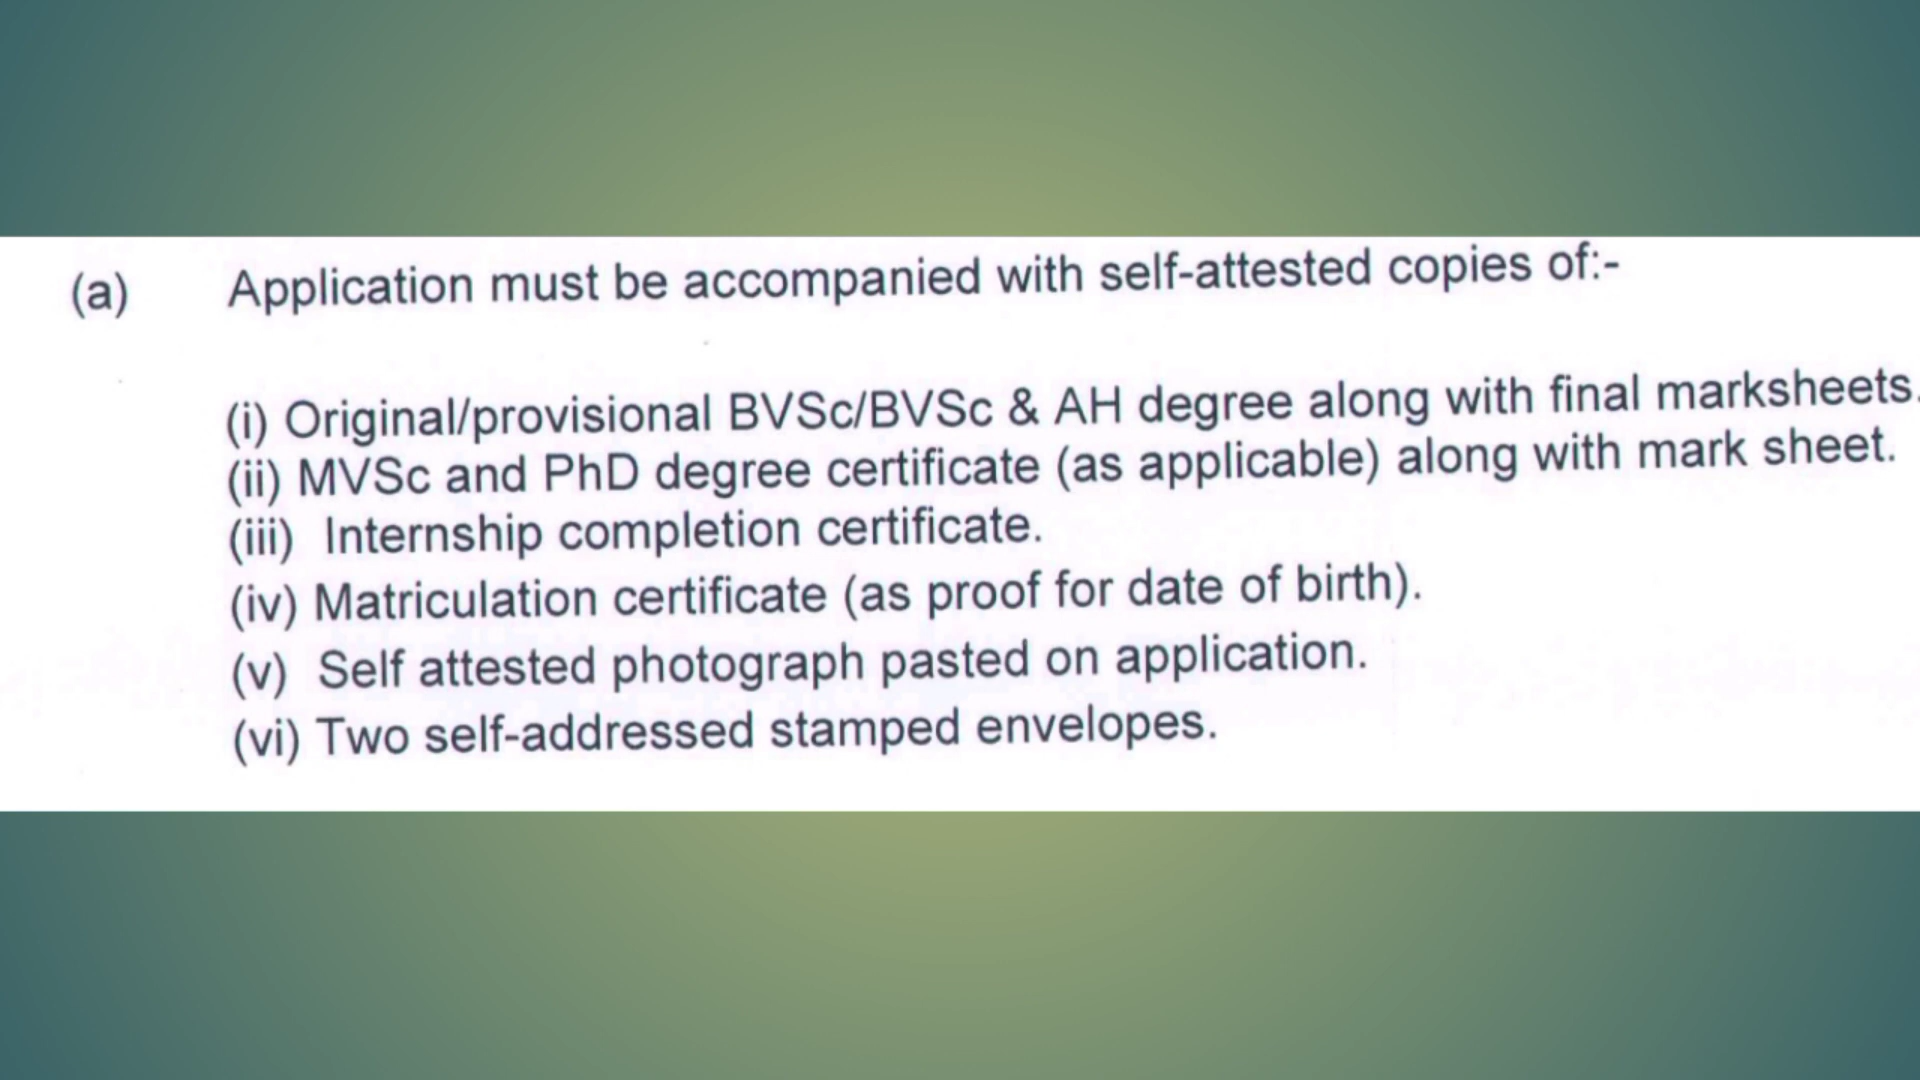 (a) Application must be accompanied with self-attested copies of:-
(i) Original/provisional BVSc/BVSc & AH degree along with final marksheets.
(ii) MVSc and PhD degree certificate (as applicable) along with mark sheet.
(iii) Internship completion certificate.
(iv) Matriculation certificate (as proof for date of birth).
(v) Self attested photograph pasted on application.
(vi) Two self-addressed stamped envelopes.